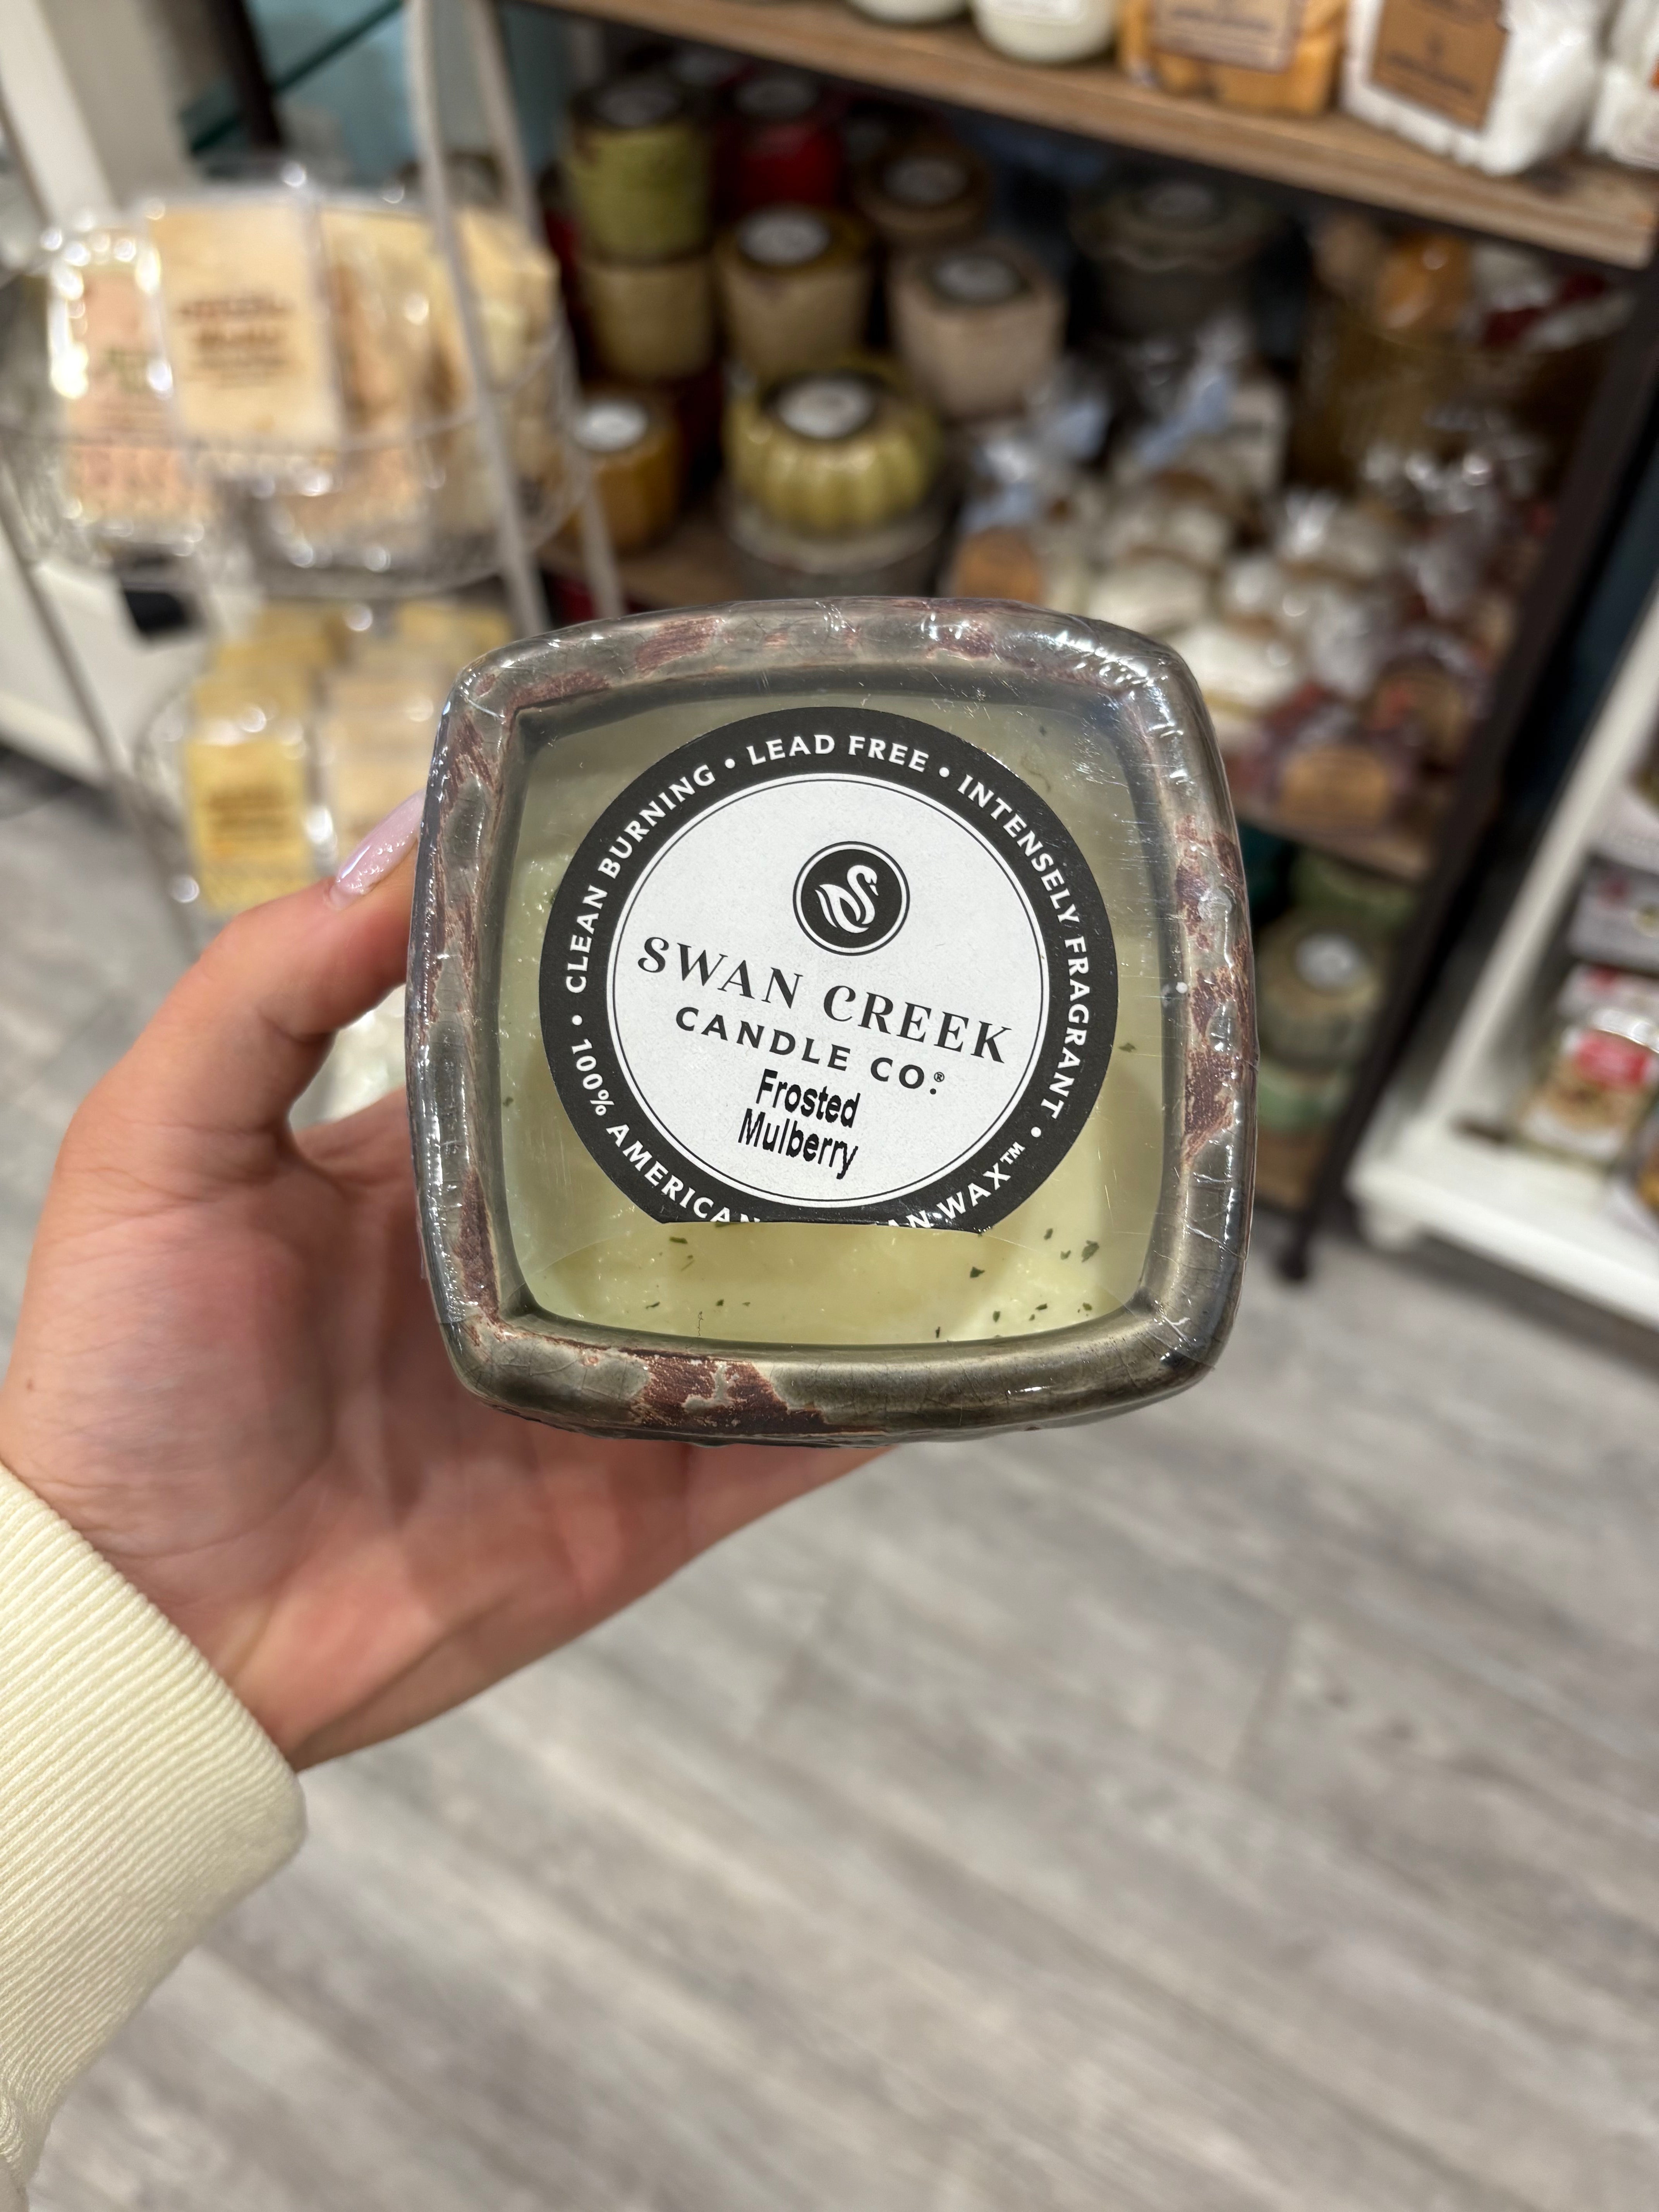 • CLEAN BURNING • LEAD FREE • INTENSELY FRAGRANT •
SWAN CREEK
CANDLE CO.®
Frosted
Mulberry
100% AMERICAN WAX™